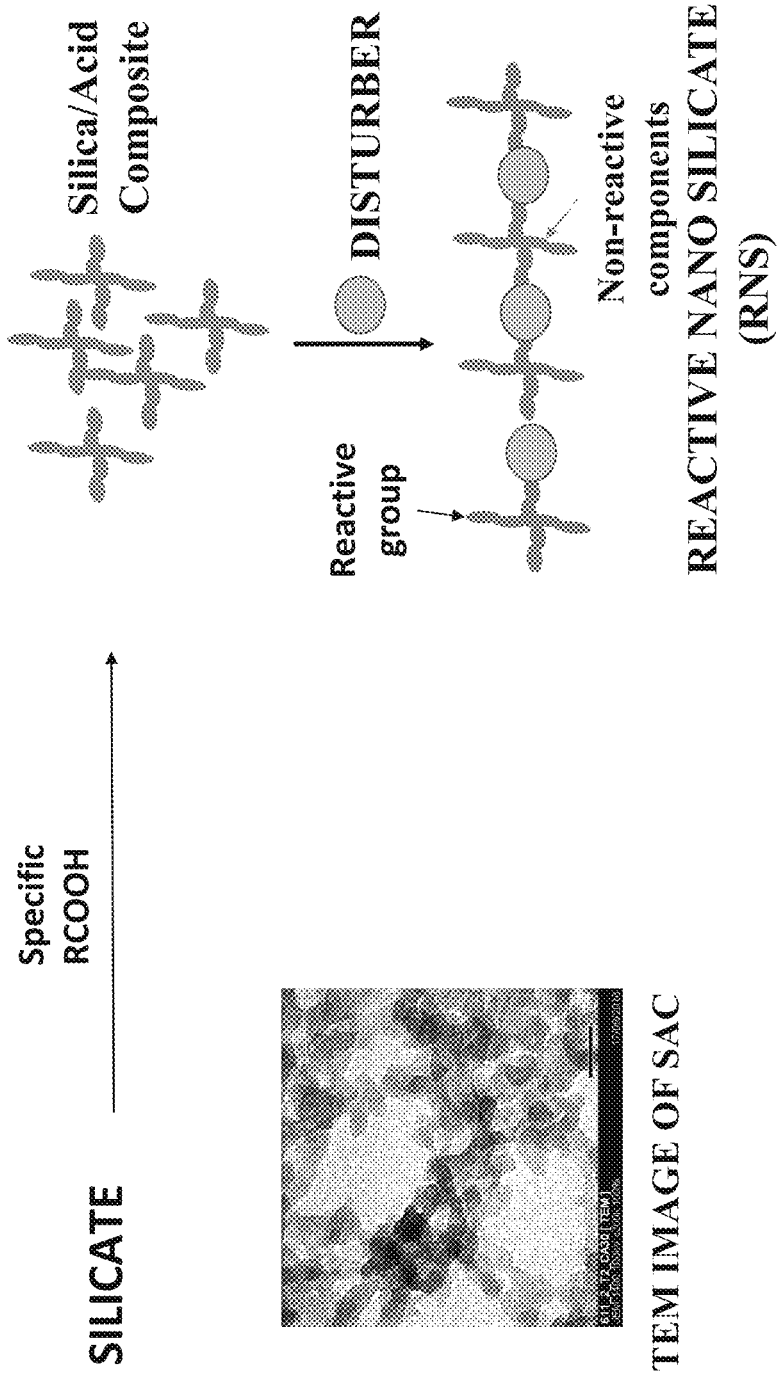 SILICATE
Specific
RCOOH
Silica/Acid
Composite
DISTURBER
Reactive
group
Non-reactive
components
REACTIVE NANO SILICATE
(RNS)
TEM IMAGE OF SAC